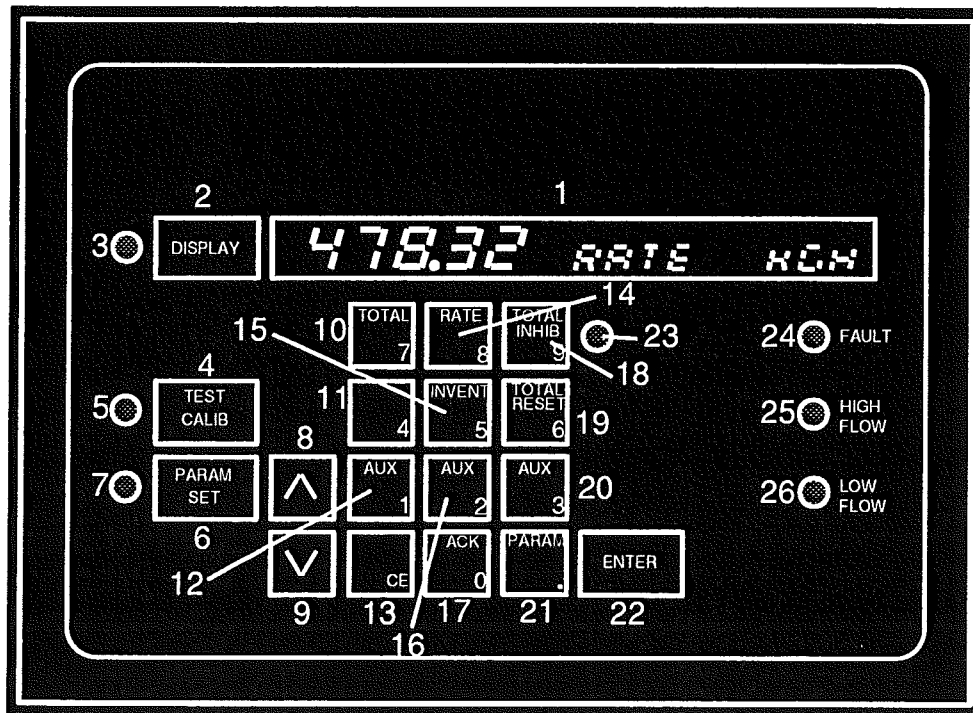 2 1
3 DISPLAY 478.32 RATE KGH
14
15 10 TOTAL 7 RATE 8 TOTAL INHIB 9 23 24 FAULT
18
4
5 TEST CALIB 11 4 INVENT 5 TOTAL RESET 6 19 25 HIGH FLOW
8
7 PARAM SET ∧ AUX 1 AUX 2 AUX 3 20 26 LOW FLOW
6
12 ∨ CE ACK 0 PARAM . ENTER
9 13 17 21 22
16